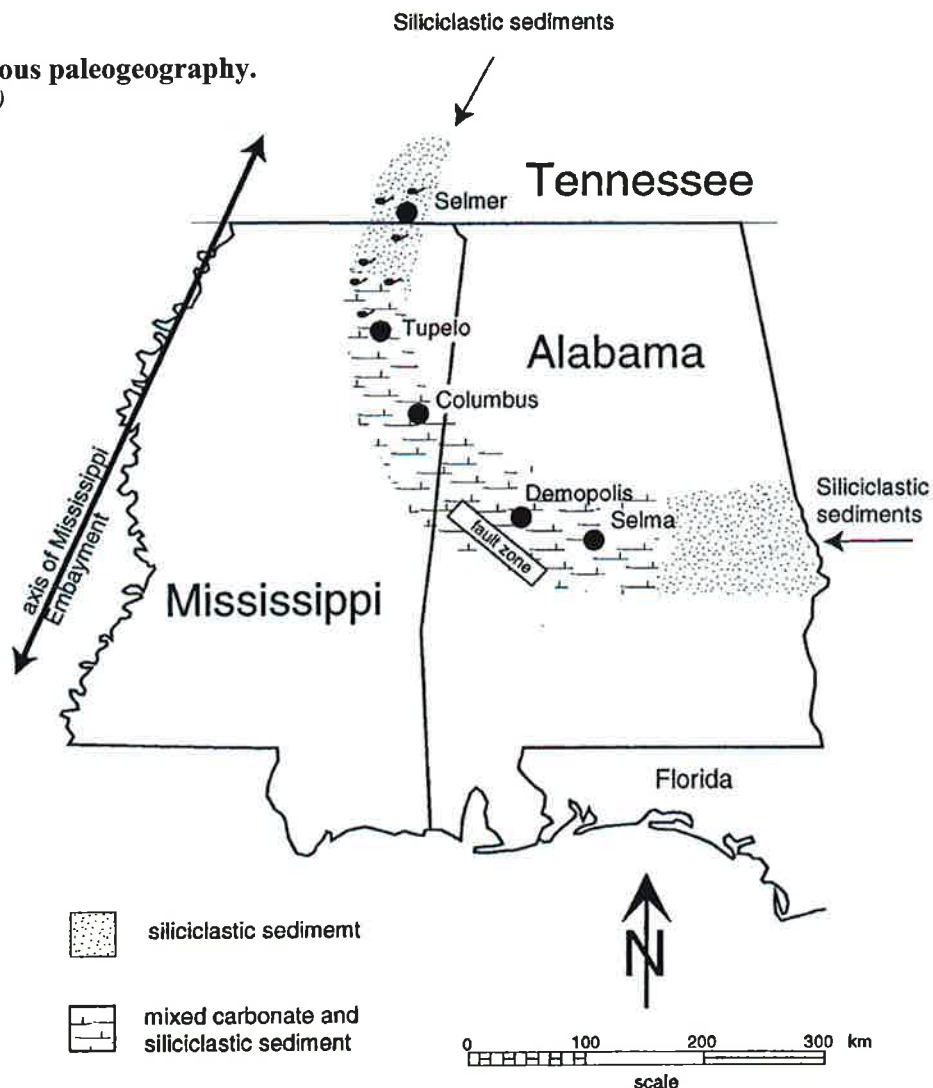 Siliciclastic sediments
ous paleogeography.
)
Tennessee
Selmer
Tupelo
Alabama
Columbus
axis of Mississippi
Embayment
Demopolis
Selma
fault zone
Siliciclastic
sediments
Mississippi
Florida
siliciclastic sedimemt
N
mixed carbonate and
siliciclastic sediment
0 100 200 300 km
scale